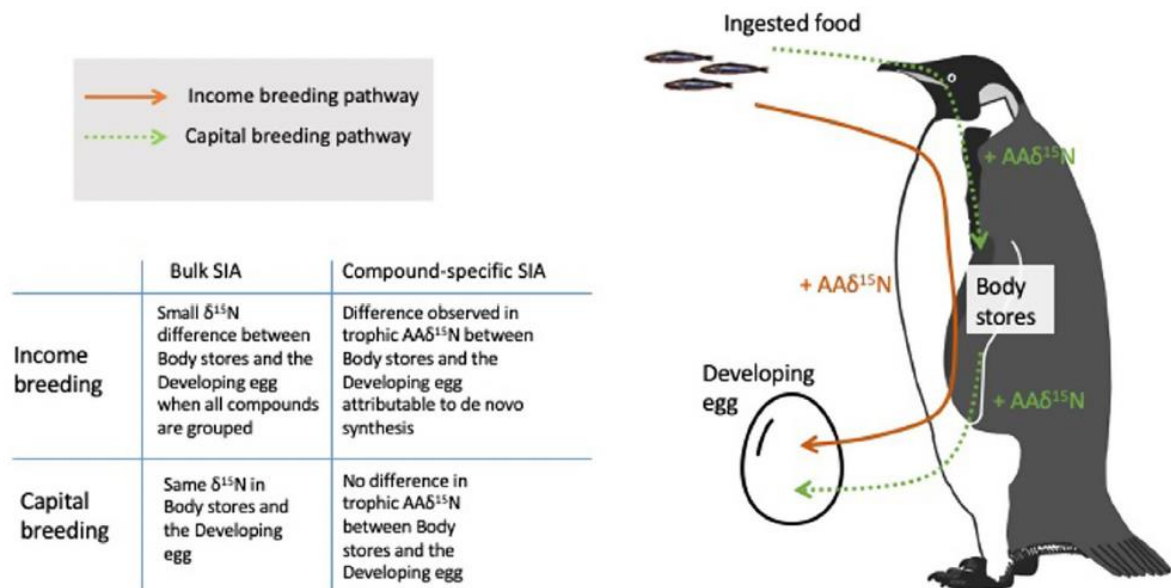 Ingested food
Income breeding pathway
Capital breeding pathway
+ AAδ¹⁵N
+ AAδ¹⁵N
Body
stores
+ AAδ¹⁵N
Developing
egg
Bulk SIA
Compound-specific SIA
Income
breeding
Small δ¹⁵N
difference between
Body stores and the
Developing egg
when all compounds
are grouped
Difference observed in
trophic AAδ¹⁵N between
Body stores and the
Developing egg
attributable to de novo
synthesis
Capital
breeding
Same δ¹⁵N in
Body stores and
the Developing
egg
No difference in
trophic AAδ¹⁵N
between Body
stores and the
Developing egg